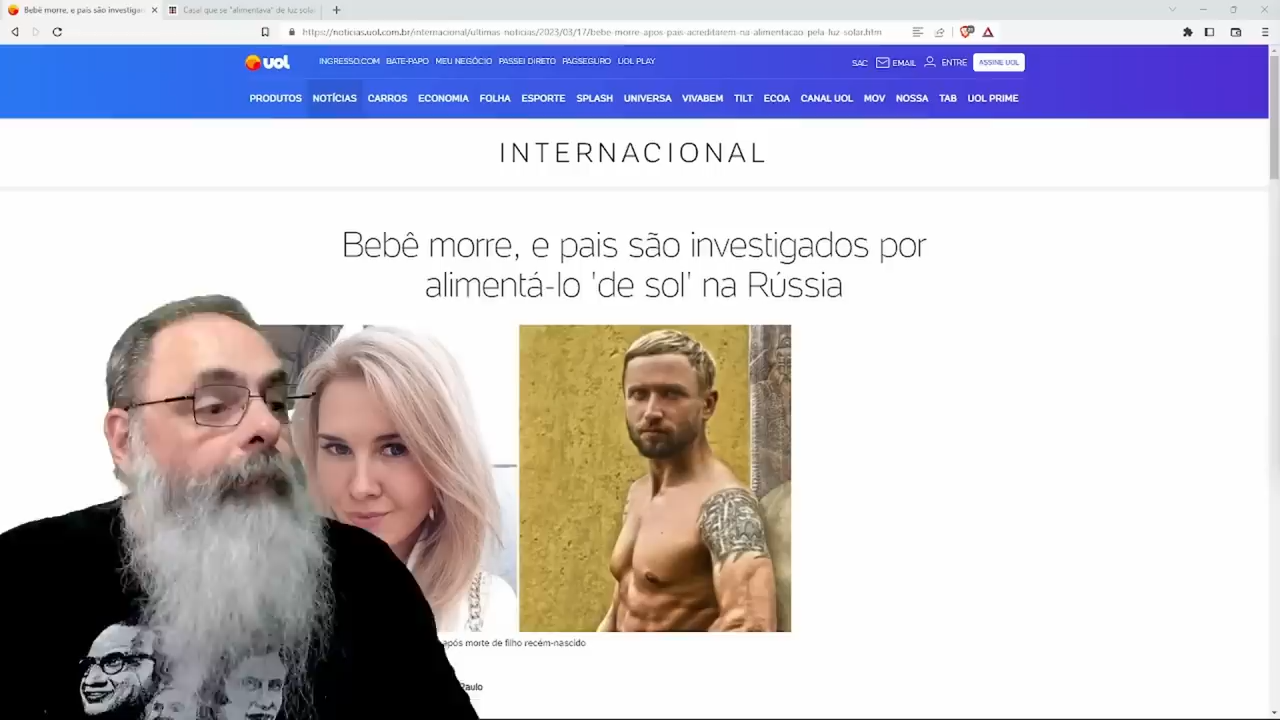 Bebê morre, e pais são investigad
Casal que se "alimentava" de luz sola
https://noticias.uol.com.br/internacional/ultimas-noticias/2023/03/17/bebe-morre-apos-pais-acreditarem-na-alimentacao-pela-luz-solar.htm
UOL
INGRESSO.COM BATE-PAPO MEU NEGÓCIO PASSEI DIRETO PAGSEGURO UOL PLAY
SAC EMAIL ENTRE ASSINE UOL
PRODUTOS NOTÍCIAS CARROS ECONOMIA FOLHA ESPORTE SPLASH UNIVERSA VIVABEM TILT ECOA CANAL UOL MOV NOSSA TAB UOL PRIME
INTERNACIONAL
Bebê morre, e pais são investigados por
alimentá-lo 'de sol' na Rússia
após morte de filho recém-nascido
Paulo